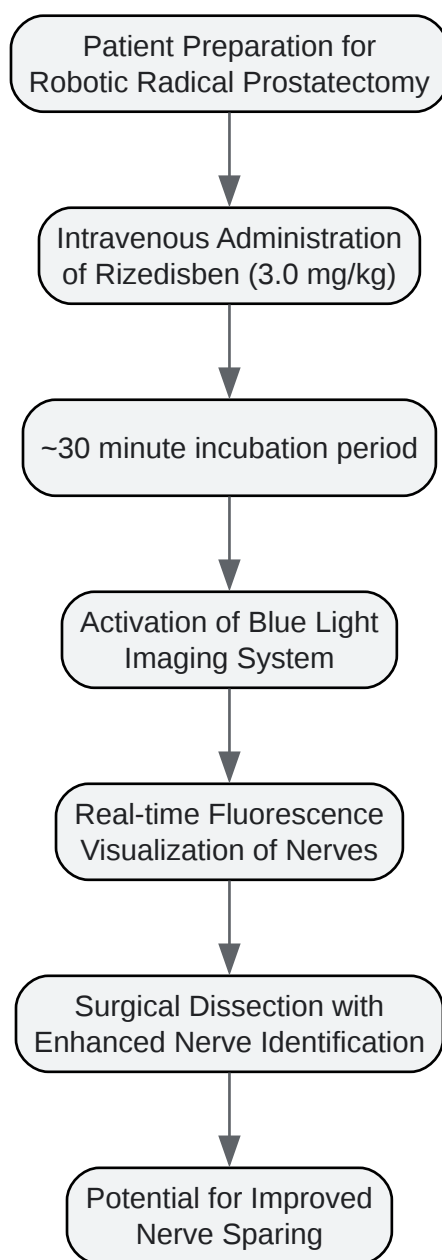 Patient Preparation for
Robotic Radical Prostatectomy
Intravenous Administration
of Rizedisben (3.0 mg/kg)
~30 minute incubation period
Activation of Blue Light
Imaging System
Real-time Fluorescence
Visualization of Nerves
Surgical Dissection with
Enhanced Nerve Identification
Potential for Improved
Nerve Sparing